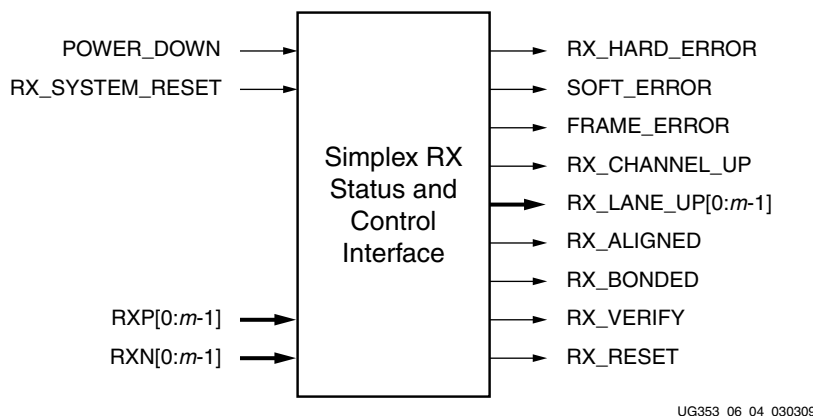 POWER_DOWN
RX_SYSTEM_RESET
RXP[0:m-1]
RXN[0:m-1]
Simplex RX
Status and
Control
Interface
RX_HARD_ERROR
SOFT_ERROR
FRAME_ERROR
RX_CHANNEL_UP
RX_LANE_UP[0:m-1]
RX_ALIGNED
RX_BONDED
RX_VERIFY
RX_RESET
UG353_06_04_030309